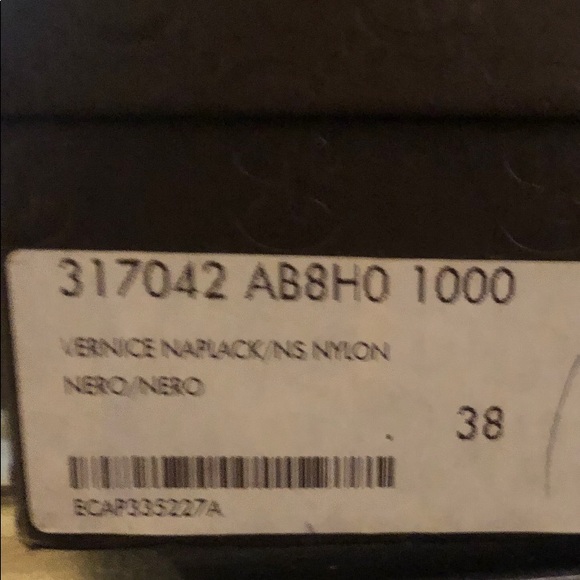 317042 AB8H0 1000
VERNICE NAPLACK/NS NYLON
NERO/NERO
38
ECAP335227A